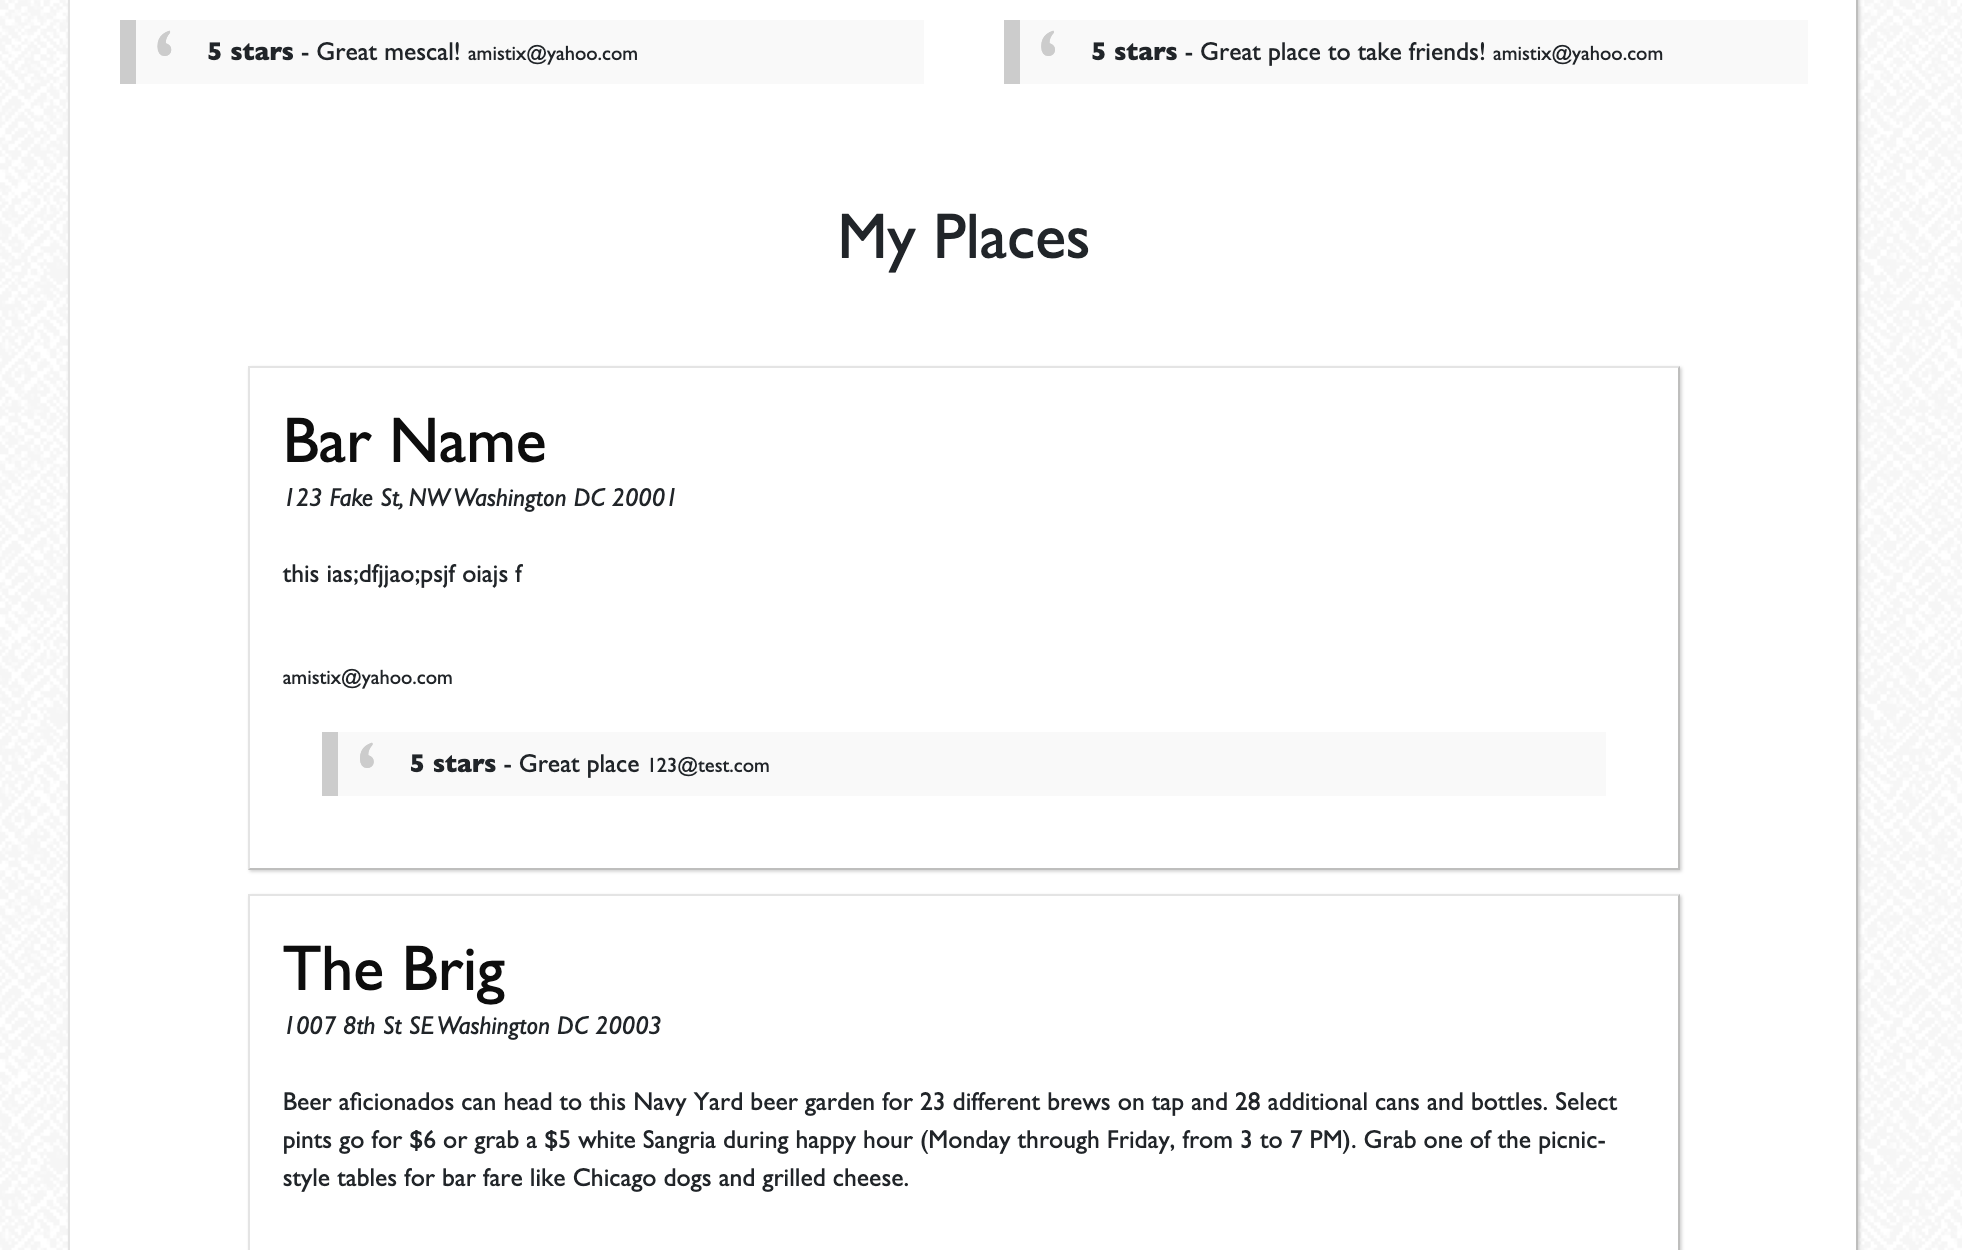 5 stars - Great mescal! amistix@yahoo.com
5 stars - Great place to take friends! amistix@yahoo.com
My Places
Bar Name
123 Fake St, NW Washington DC 20001
this ias;dfjjao;psjf oiajs f
amistix@yahoo.com
5 stars - Great place 123@test.com
The Brig
1007 8th St SE Washington DC 20003
Beer aficionados can head to this Navy Yard beer garden for 23 different brews on tap and 28 additional cans and bottles. Select
pints go for $6 or grab a $5 white Sangria during happy hour (Monday through Friday, from 3 to 7 PM). Grab one of the picnic-
style tables for bar fare like Chicago dogs and grilled cheese.